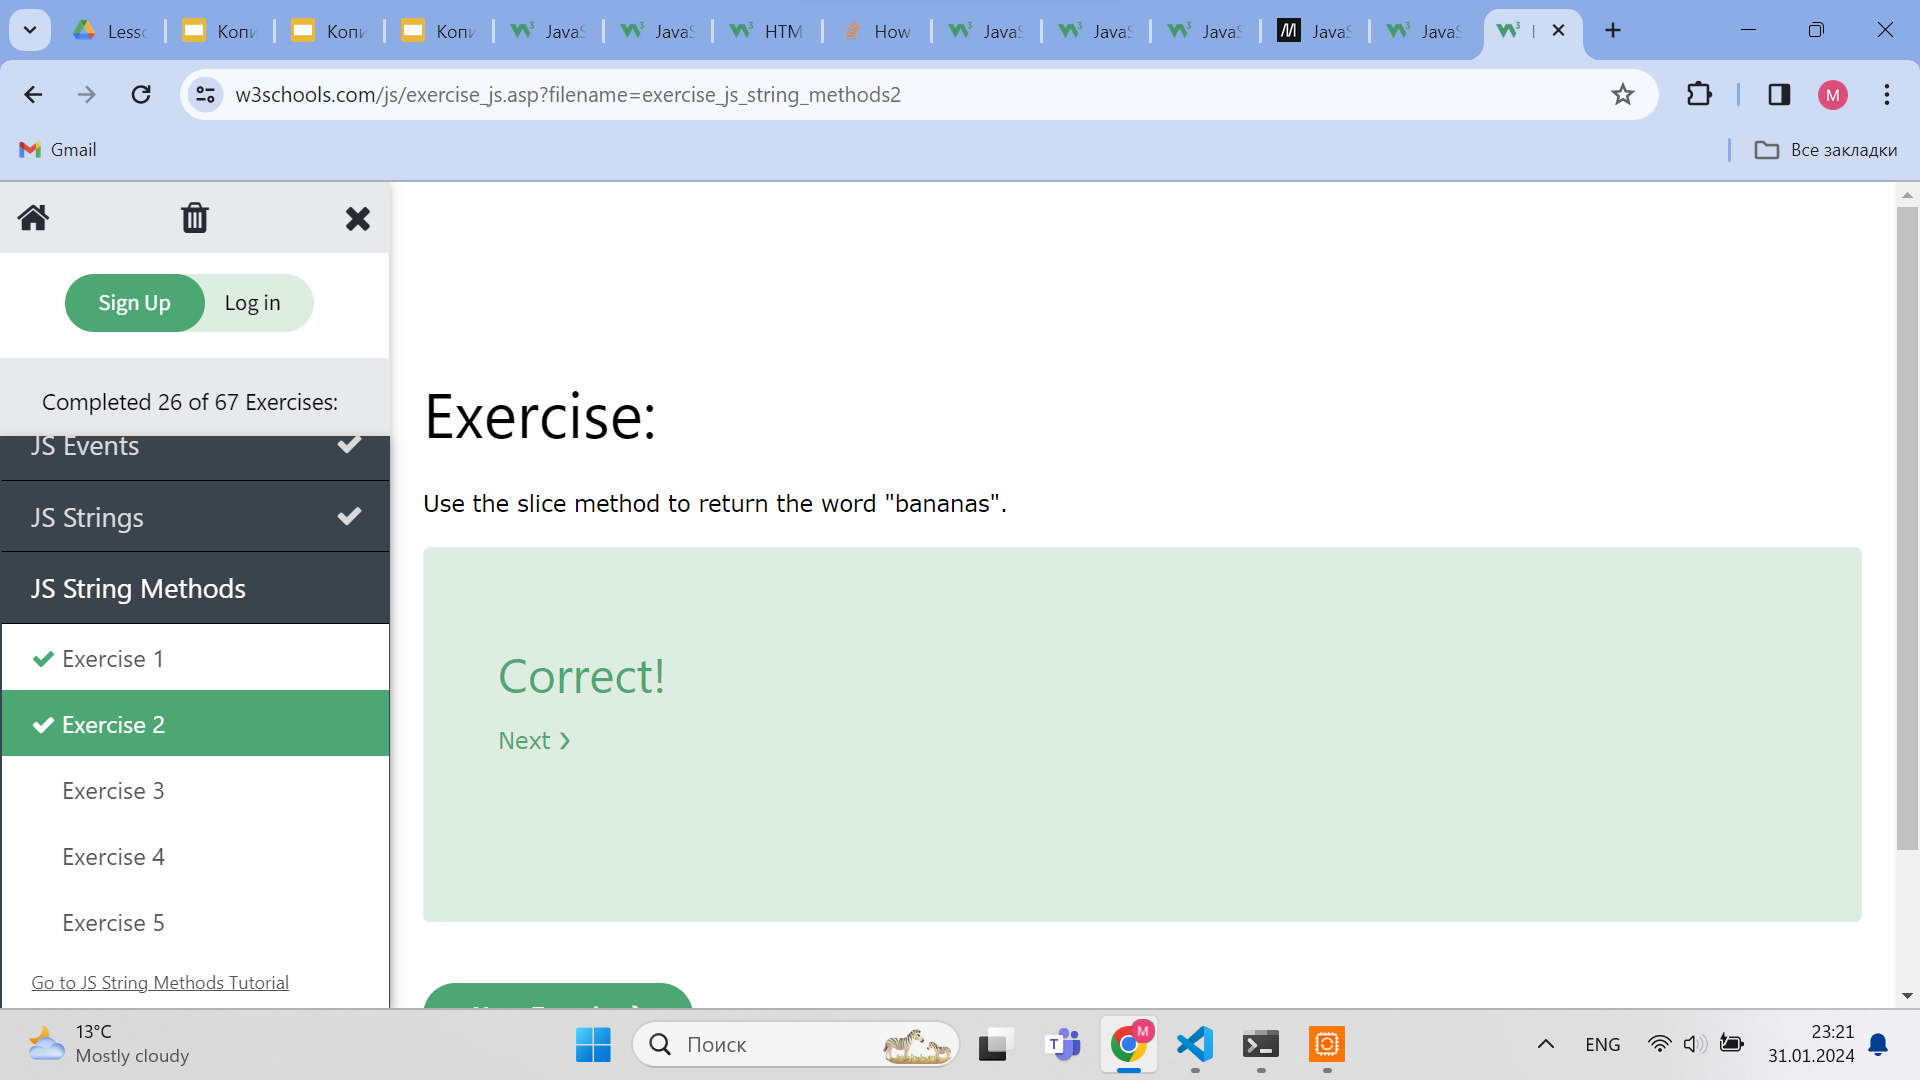 Lesso
Копи
Копи
Копи
JavaS
JavaS
HTM
How
JavaS
JavaS
JavaS
JavaS
JavaS
w3schools.com/js/exercise_js.asp?filename=exercise_js_string_methods2
M
Gmail
Все закладки
Sign Up
Log in
Completed 26 of 67 Exercises:
JS Events
JS Strings
JS String Methods
Exercise 1
Exercise 2
Exercise 3
Exercise 4
Exercise 5
Go to JS String Methods Tutorial
Exercise:
Use the slice method to return the word "bananas".
Correct!
Next ❯
13°C
Mostly cloudy
Поиск
ENG
23:21
31.01.2024